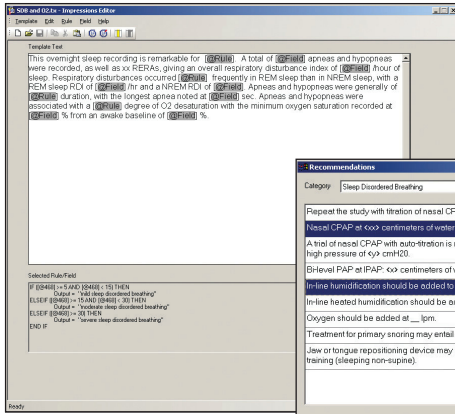 SDB and O2.tx - Impressions Editor
Template Edit Rule Field Help
Template Text
This overnight sleep recording is remarkable for [@Rule]. A total of [@Field] apneas and hypopneas
were recorded, as well as xx RERAs, giving an overall respiratory disturbance index of [@Field] /hour of
sleep. Respiratory disturbances occurred [@Rule] frequently in REM sleep than in NREM sleep, with a
REM sleep RDI of [@Field] /hr and a NREM RDI of [@Field]. Apneas and hypopneas were generally of
[@Rule] duration, with the longest apnea noted at [@Field] sec. Apneas and hypopneas were
associated with a [@Rule] degree of O2 desaturation with the minimum oxygen saturation recorded at
[@Field] % from an awake baseline of [@Field] %.
Selected Rule/Field
IF ([@468] >= 5 AND [@468] < 15) THEN
Output = "mild sleep disordered breathing"
ELSEIF [@468] >= 15 AND [@468] < 30) THEN
Output = "moderate sleep disordered breathing"
ELSEIF [@468] >= 30) THEN
Output = "severe sleep disordered breathing"
END IF
Ready
Recommendations
Category Sleep Disordered Breathing
Repeat the study with titration of nasal CP
Nasal CPAP at <xx> centimeters of water
A trial of nasal CPAP with auto-titration is
high pressure of <y> cmH20.
Bi-level PAP at IPAP: <x> centimeters of
In-line humidification should be added to
In-line heated humidification should be a
Oxygen should be added at __ lpm.
Treatment for primary snoring may entail
Jaw or tongue repositioning device may
training (sleeping non-supine).